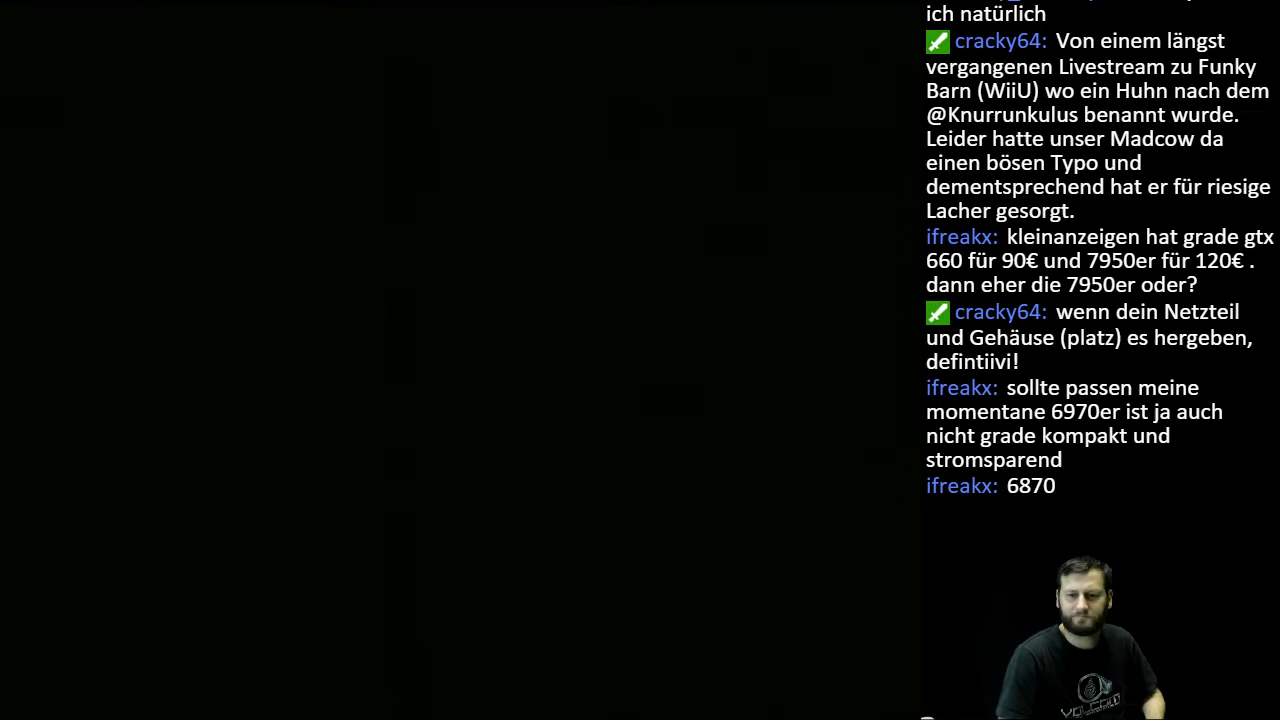 ich natürlich
cracky64: Von einem längst
vergangenen Livestream zu Funky
Barn (WiiU) wo ein Huhn nach dem
@Knurrunkulus benannt wurde.
Leider hatte unser Madcow da
einen bösen Typo und
dementsprechend hat er für riesige
Lacher gesorgt.
ifreakx: kleinanzeigen hat grade gtx
660 für 90€ und 7950er für 120€ .
dann eher die 7950er oder?
cracky64: wenn dein Netzteil
und Gehäuse (platz) es hergeben,
defintiivi!
ifreakx: sollte passen meine
momentane 6970er ist ja auch
nicht grade kompakt und
stromsparend
ifreakx: 6870